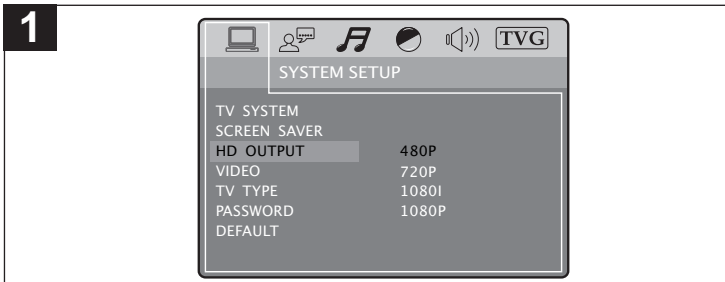 1
TVG
SYSTEM SETUP
TV SYSTEM
SCREEN SAVER
HD OUTPUT 480P
VIDEO 720P
TV TYPE 1080I
PASSWORD 1080P
DEFAULT